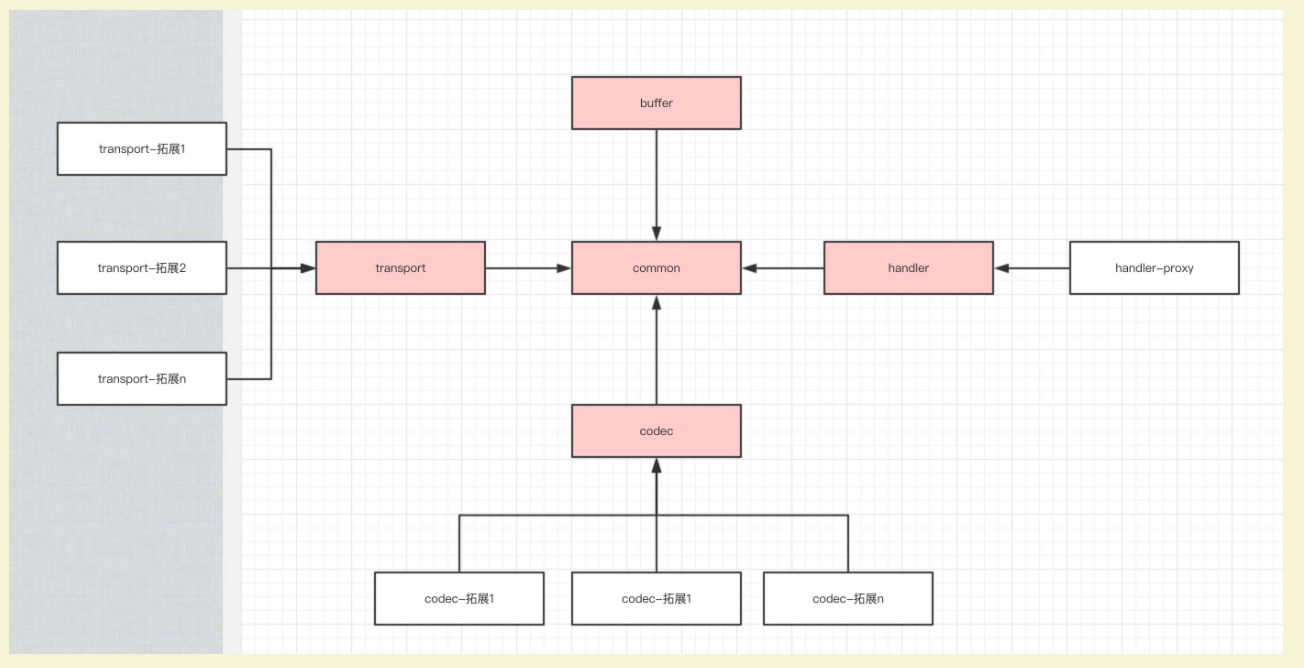 buffer
transport-拓展1
transport-拓展2
transport
common
handler
handler-proxy
transport-拓展n
codec
codec-拓展1
codec-拓展1
codec-拓展n